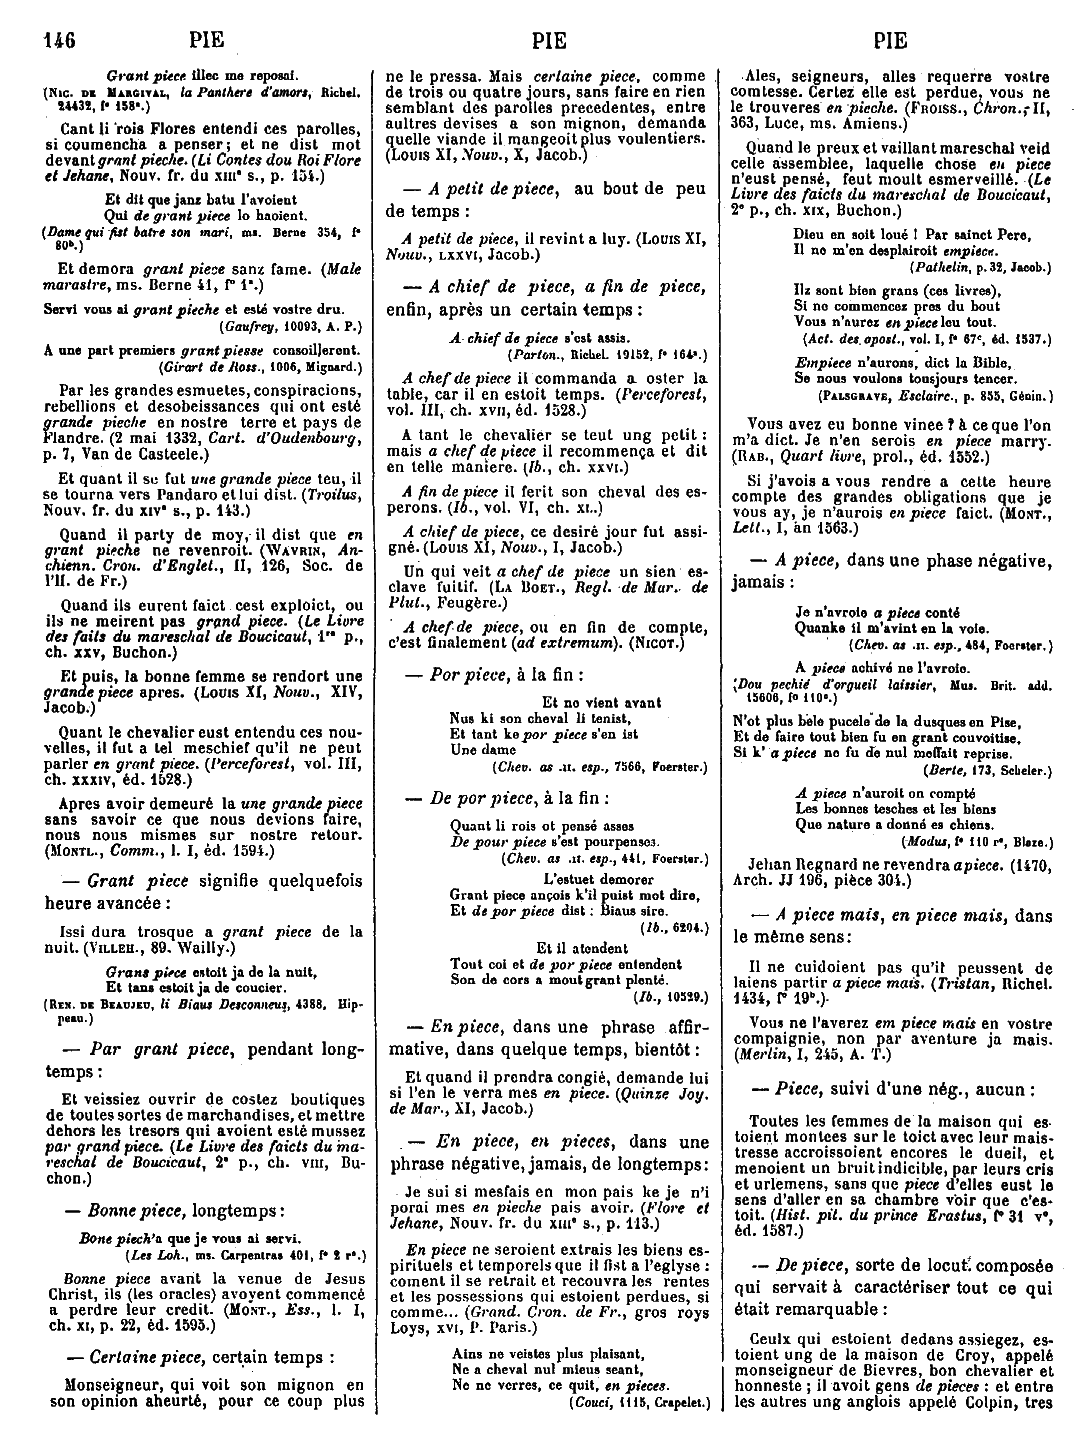 146 PIE PIE PIE
Grant piece illec me reposai.
(Nic. de Margival, la Panthere d'amors, Richel.
24432, f° 158ª.)
Cant li rois Flores entendi ces parolles,
si coumencha a penser; et ne dist mot
devant grant pieche. (Li Contes dou Roi Flore
et Jehane, Nouv. fr. du xiiiᵉ s., p. 154.)
Et dit que janz batu l'avoient
Qui de grant piece lo haoient.
(Dame qui fist batre son mari, ms. Berne 354, f°
80ᵇ.)
Et demora grant piece sanz fame. (Male
marastre, ms. Berne 41, f° 1ª.)
Servi vous ai grant pieche et esté vostre dru.
(Gaufrey, 10093, A. P.)
A une part premiers grant piesse consoillerent.
(Girart de Ross., 1006, Mignard.)
Par les grandes esmuetes, conspiracions,
rebellions et desobeissances qui ont esté
grande pieche en nostre terre et pays de
Flandre. (2 mai 1332, Cart. d'Oudenbourg,
p. 7, Van de Casteele.)
Et quant il se fut une grande piece teu, il
se tourna vers Pandaro et lui dist. (Troilus,
Nouv. fr. du xivᵉ s., p. 143.)
Quand il party de moy, il dist que en
grant pieche ne revenroit. (Wavrin, An-
chienn. Cron. d'Englet., II, 126, Soc. de
l'H. de Fr.)
Quand ils eurent faict cest exploict, ou
ils ne meirent pas grand piece. (Le Livre
des faits du mareschal de Boucicaut, 1ʳᵉ p.,
ch. xxv, Buchon.)
Et puis, la bonne femme se rendort une
grande piece apres. (Louis XI, Nouv., XIV,
Jacob.)
Quant le chevalier eust entendu ces nou-
velles, il fut a tel meschief qu'il ne peut
parler en grant piece. (Perceforest, vol. III,
ch. xxxiv, éd. 1528.)
Apres avoir demeuré la une grande piece
sans savoir ce que nous devions faire,
nous nous mismes sur nostre retour.
(Montl., Comm., l. I, éd. 1594.)
— Grant piece signifie quelquefois
heure avancée :
Issi dura trosque a grant piece de la
nuit. (Villeh., 89. Wailly.)
Grans piece estoit ja de la nuit,
Et tans estoit ja de coucier.
(Ren. de Beaujeu, li Biaus Desconneus, 4388, Hip-
peau.)
— Par grant piece, pendant long-
temps :
Et veissiez ouvrir de costez boutiques
de toutes sortes de marchandises, et mettre
dehors les tresors qui avoient esté mussez
par grand piece. (Le Livre des faicts du ma-
reschal de Boucicaut, 2ᵉ p., ch. viii, Bu-
chon.)
— Bonne piece, longtemps :
Bone piech'a que je vous ai servi.
(Les Loh., ms. Carpentras 401, f° 2 r°.)
Bonne piece avant la venue de Jesus
Christ, ils (les oracles) avoyent commencé
a perdre leur credit. (Mont., Ess., l. I,
ch. xi, p. 22, éd. 1595.)
— Certaine piece, certain temps :
Monseigneur, qui voit son mignon en
son opinion aheurté, pour ce coup plus
ne le pressa. Mais certaine piece, comme
de trois ou quatre jours, sans faire en rien
semblant des parolles precedentes, entre
aultres devises a son mignon, demanda
quelle viande il mangeoit plus voulentiers.
(Louis XI, Nouv., X, Jacob.)
— A petit de piece, au bout de peu
de temps :
A petit de piece, il revint a luy. (Louis XI,
Nouv., lxxvi, Jacob.)
— A chief de piece, a fin de piece,
enfin, après un certain temps :
A chief de piece s'est assis.
(Parton., Richel. 19152, f° 164ª.)
A chef de piece il commanda a oster la
table, car il en estoit temps. (Perceforest,
vol. III, ch. xvii, éd. 1528.)
A tant le chevalier se teut ung petit :
mais a chef de piece il recommença et dit
en telle maniere. (Ib., ch. xxvi.)
A fin de piece il ferit son cheval des es-
perons. (Ib., vol. VI, ch. xl.)
A chief de piece, ce desiré jour fut assi-
gné. (Louis XI, Nouv., I, Jacob.)
Un qui veit a chef de piece un sien es-
clave fuitif. (La Boet., Regl. de Mar. de
Plut., Feugère.)
A chef de piece, ou en fin de compte,
c'est finalement (ad extremum). (Nicot.)
— Por piece, à la fin :
Et no vient avant
Nus ki son cheval li tenist,
Et tant ke por piece s'en ist
Une dame
(Chev. as .ii. esp., 7566, Foerster.)
— De por piece, à la fin :
Quant li rois ot pensé asses
De pour piece s'est pourpenses.
(Chev. as .ii. esp., 441, Foerster.)
L'estuet demorer
Grant piece ançois k'il puist mot dire,
Et de por piece dist : Biaus sire.
(Ib., 6204.)
Et il atendent
Tout coi et de por piece entendent
Son de cors a mout grant plenté.
(Ib., 10529.)
— En piece, dans une phrase affir-
mative, dans quelque temps, bientôt :
Et quand il prendra congié, demande lui
si l'en le verra mes en piece. (Quinze Joy.
de Mar., XI, Jacob.)
— En piece, en pieces, dans une
phrase négative, jamais, de longtemps :
Je sui si mesfais en mon pais ke je n'i
porai mes en pieche pais avoir. (Flore et
Jehane, Nouv. fr. du xiiiᵉ s., p. 113.)
En piece ne seroient extrais les biens es-
pirituels et temporels que il fist a l'eglyse :
coment il se retrait et recouvra les rentes
et les possessions qui estoient perdues, si
comme... (Grand. Cron. de Fr., gros roys
Loys, xvi, P. Paris.)
Ains ne veistes plus plaisant,
Ne a cheval nul mieus seant,
Ne ne verres, ce quit, en pieces.
(Couci, 1115, Crapelet.)
Ales, seigneurs, alles requerre vostre
comtesse. Certez elle est perdue, vous ne
le trouveres en pieche. (Froiss., Chron., II,
363, Luce, ms. Amiens.)
Quand le preux et vaillant mareschal veid
celle assemblee, laquelle chose en piece
n'eust pensé, feut moult esmerveillé. (Le
Livre des faicts du mareschal de Boucicaut,
2ᵉ p., ch. xix, Buchon.)
Dieu en soit loué ! Par sainct Pere,
Il no m'en desplairoit empiece.
(Pathelin, p. 32, Jacob.)
Ilz sont bien grans (ces livres),
Si ne commencez pres du bout
Vous n'aurez en piece leu tout.
(Act. des apost., vol. I, f° 67ᶜ, éd. 1537.)
Empiece n'aurons, dict la Bible,
Se nous voulons tousjours tencer.
(Palsgrave, Esclairc., p. 855, Génin.)
Vous avez eu bonne vinee ? à ce que l'on
m'a dict. Je n'en serois en piece marry.
(Rab., Quart livre, prol., éd. 1552.)
Si j'avois a vous rendre a cette heure
compte des grandes obligations que je
vous ay, je n'aurois en piece faict. (Mont.,
Lett., I, an 1563.)
— A piece, dans une phase négative,
jamais :
Je n'avroie a piece conté
Quanke il m'avint en la voie.
(Chev. as .ii. esp., 484, Foerster.)
A piece achivé ne l'avroie.
(Dou pechié d'orgueil laissier, Mus. Brit. add.
15606, f° 110ª.)
N'ot plus bele pucele de la dusques en Pise,
Et de faire tout bien fu en grant couvoitise,
Si k' a piece ne fu de nul meffait reprise.
(Berte, 173, Scheler.)
A piece n'auroit on compté
Les bonnes tesches et les biens
Que nature a donné es chiens.
(Modus, f° 110 r°, Blaze.)
Jehan Regnard ne revendra apiece. (1470,
Arch. JJ 196, pièce 304.)
— A piece mais, en piece mais, dans
le même sens :
Il ne cuidoient pas qu'il peussent de
laiens partir a piece mais. (Tristan, Richel.
1434, f° 19ᵇ.)
Vous ne l'averez em piece mais en vostre
compaignie, non par aventure ja mais.
(Merlin, I, 245, A. T.)
— Piece, suivi d'une nég., aucun :
Toutes les femmes de la maison qui es-
toient montees sur le toict avec leur mais-
tresse accroissoient encores le dueil, et
menoient un bruit indicible, par leurs cris
et urlemens, sans que piece d'elles eust le
sens d'aller en sa chambre voir que c'es-
toit. (Hist. pit. du prince Erastus, f° 31 v°,
éd. 1587.)
— De piece, sorte de locut. composée
qui servait à caractériser tout ce qui
était remarquable :
Ceulx qui estoient dedans assiegez, es-
toient ung de la maison de Croy, appelé
monseigneur de Bievres, bon chevalier et
honneste ; il avoit gens de pieces : et entre
les autres ung anglois appelé Colpin, tres